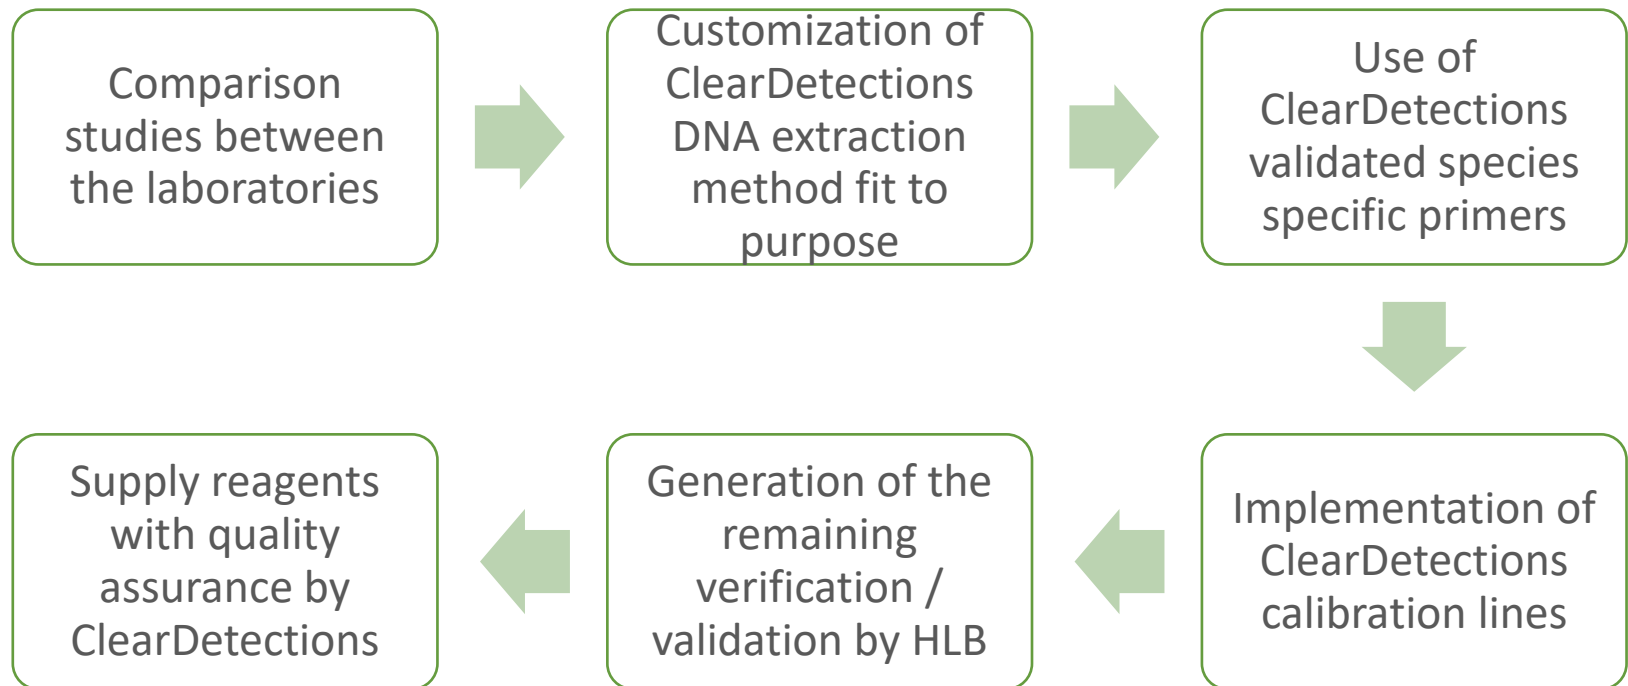 Comparison
studies between
the laboratories
Customization of
ClearDetections
DNA extraction
method fit to
purpose
Use of
ClearDetections
validated species
specific primers
Implementation of
ClearDetections
calibration lines
Generation of the
remaining
verification /
validation by HLB
Supply reagents
with quality
assurance by
ClearDetections